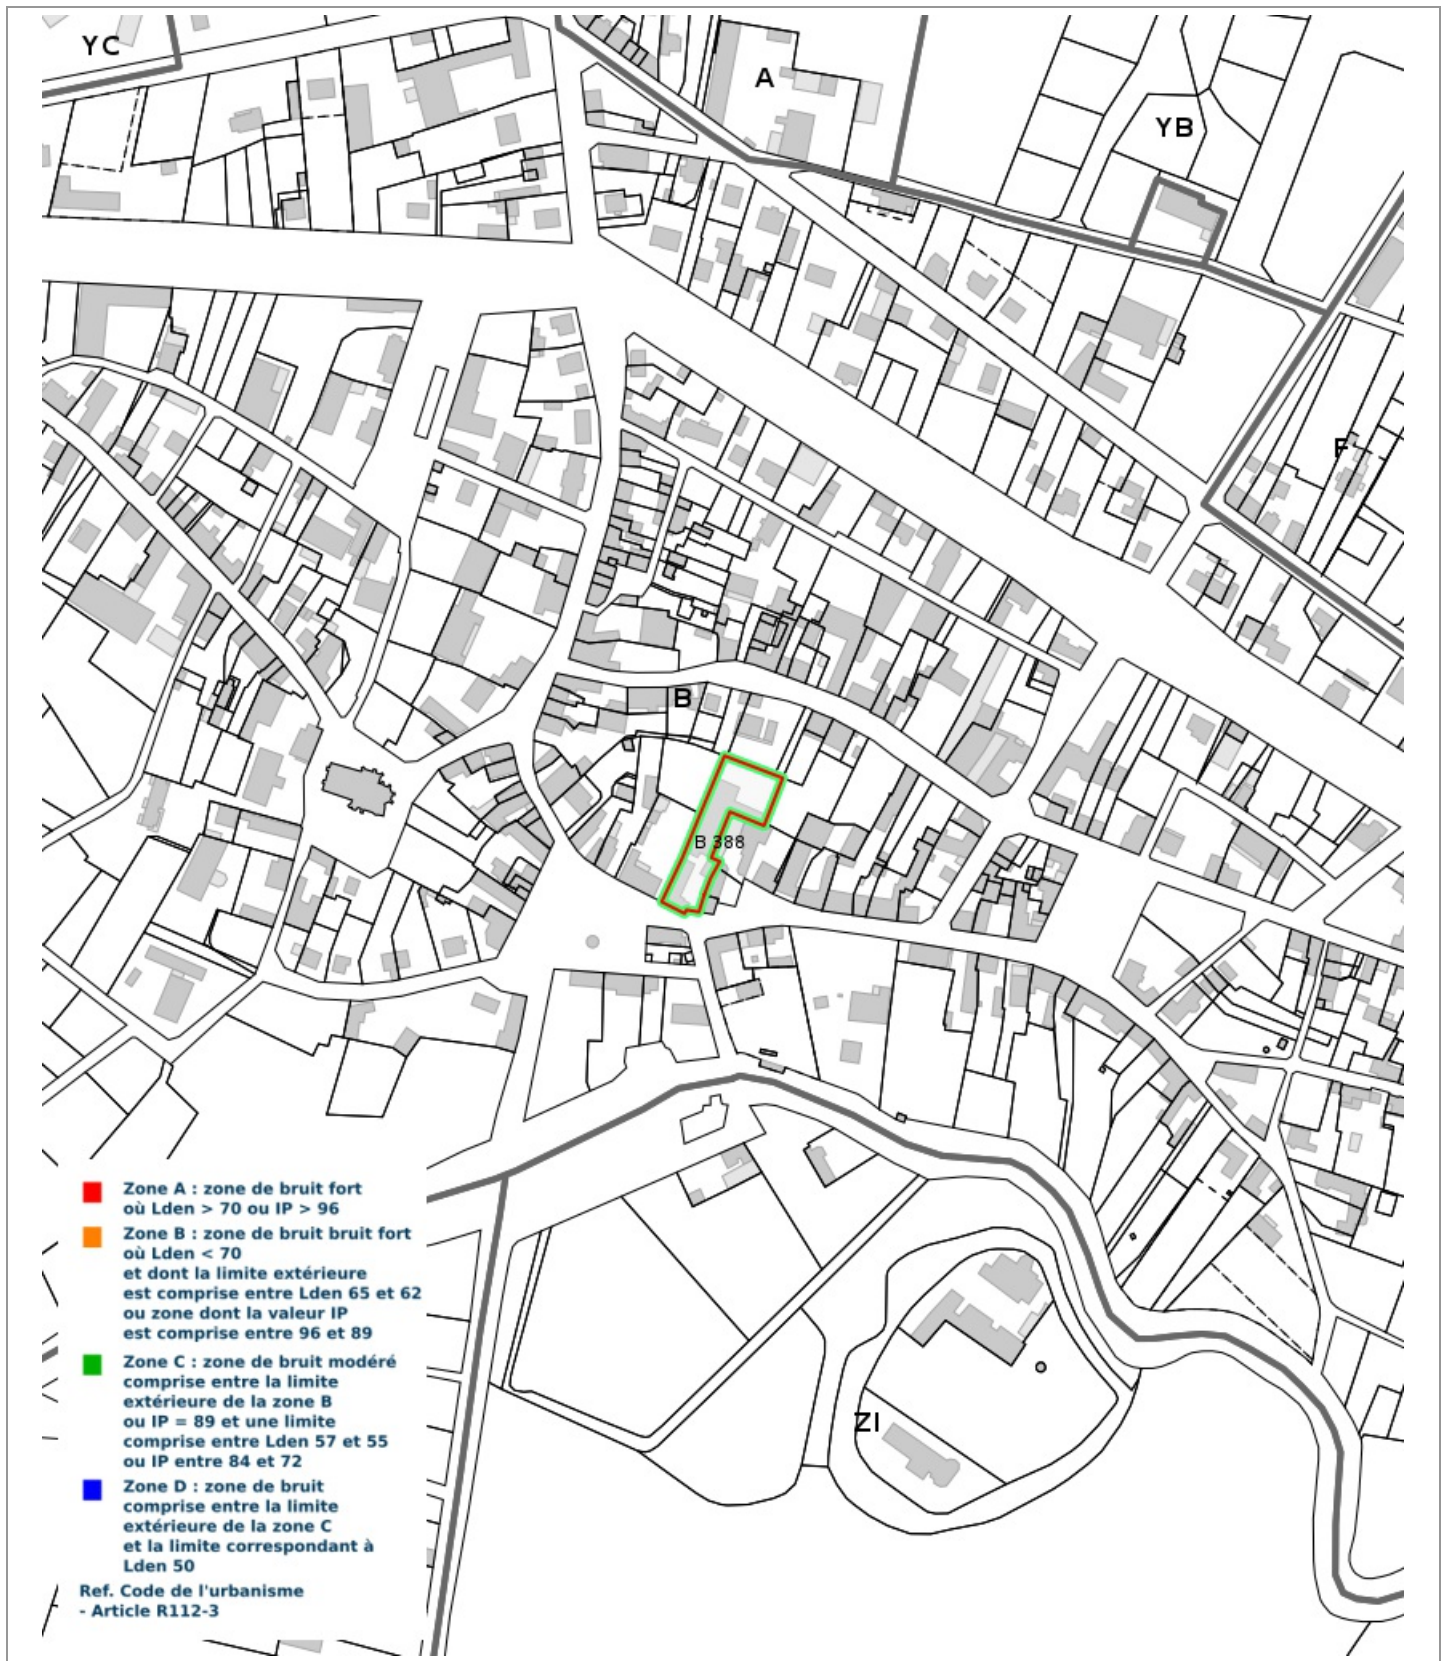 YC
A
YB
F
B
B 388
Zone A : zone de bruit fort
où Lden > 70 ou IP > 96
Zone B : zone de bruit bruit fort
où Lden < 70
et dont la limite extérieure
est comprise entre Lden 65 et 62
ou zone dont la valeur IP
est comprise entre 96 et 89
Zone C : zone de bruit modéré
comprise entre la limite
extérieure de la zone B
ou IP = 89 et une limite
comprise entre Lden 57 et 55
ou IP entre 84 et 72
ZI
Zone D : zone de bruit
comprise entre la limite
extérieure de la zone C
et la limite correspondant à
Lden 50
Ref. Code de l'urbanisme
- Article R112-3